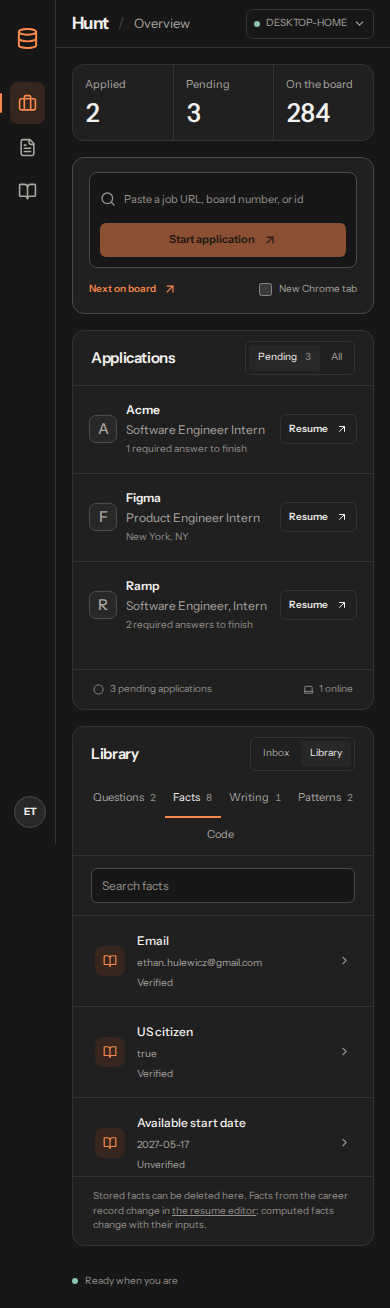 Hunt / Overview
DESKTOP-HOME
Applied
2
Pending
3
On the board
284
Paste a job URL, board number, or id
Start application
Next on board
New Chrome tab
Applications
Pending 3
All
A
Acme
Software Engineer Intern
1 required answer to finish
Resume
F
Figma
Product Engineer Intern
New York, NY
Resume
R
Ramp
Software Engineer, Intern
2 required answers to finish
Resume
3 pending applications
1 online
ET
Library
Inbox
Library
Questions 2
Facts 8
Writing 1
Patterns 2
Code
Search facts
Email
ethan.hulewicz@gmail.com
Verified
US citizen
true
Verified
Available start date
2027-05-17
Unverified
Stored facts can be deleted here. Facts from the career
record change in the resume editor; computed facts
change with their inputs.
Ready when you are